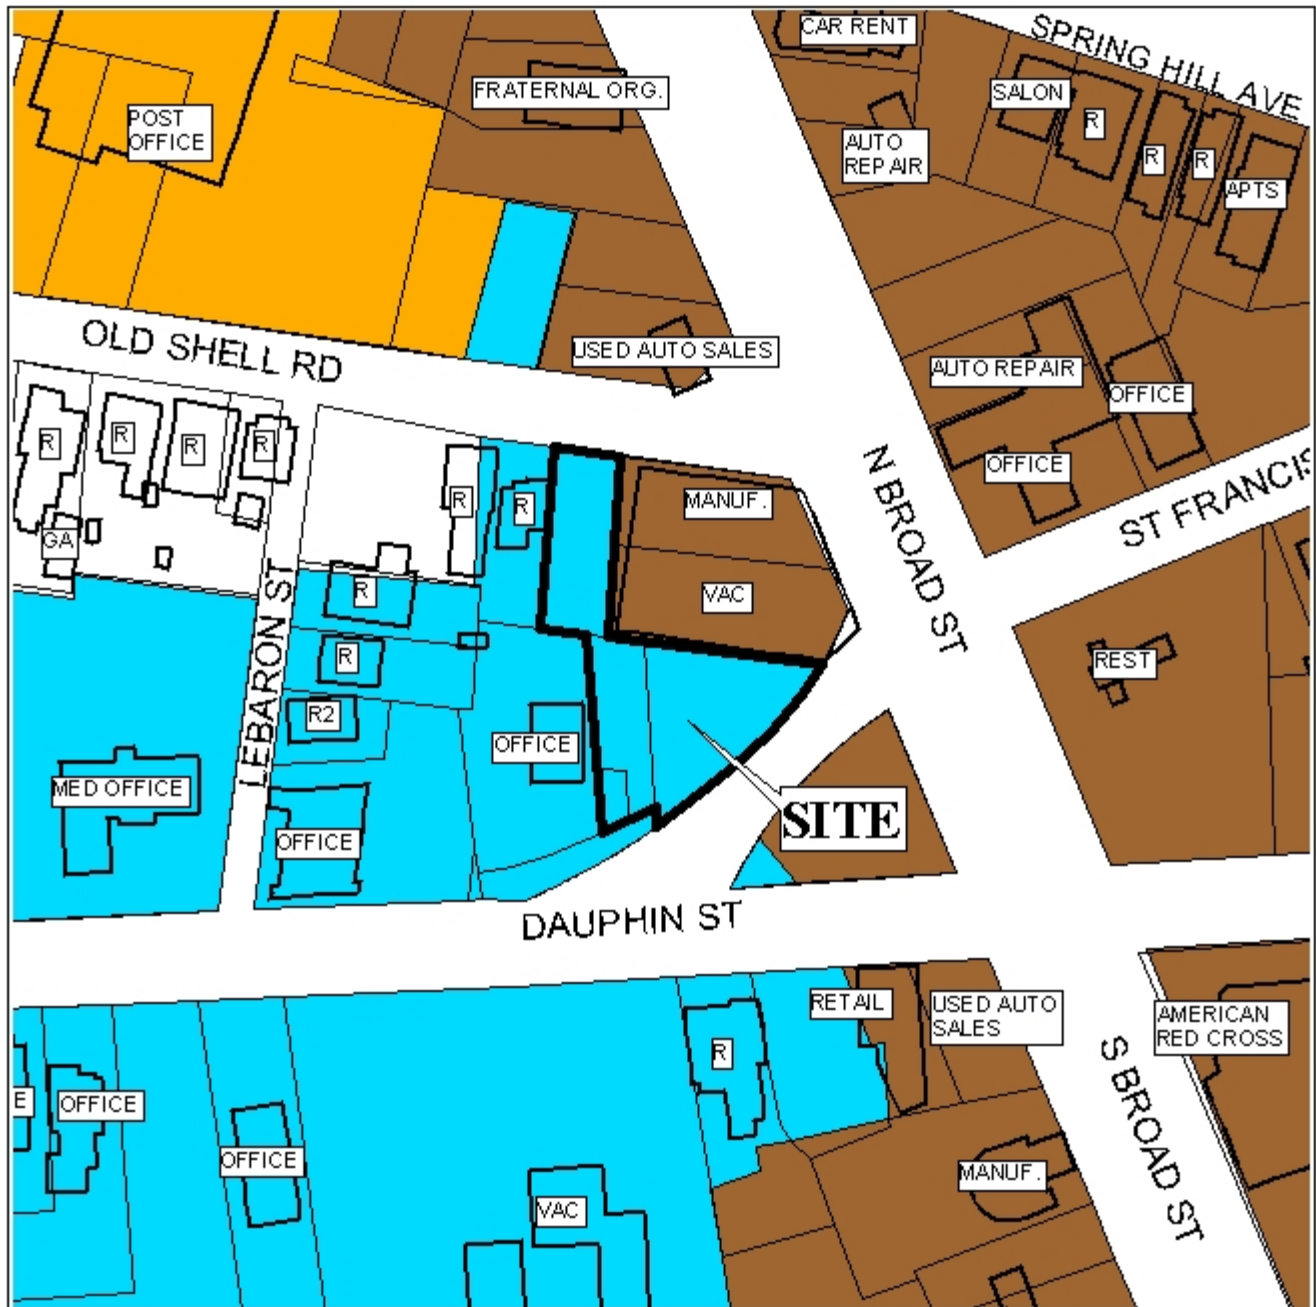 CAR RENT
SPRING HILL AVE
FRATERNAL ORG.
SALON
R
POST
OFFICE
AUTO
REPAIR
R
R
APTS
OLD SHELL RD
USED AUTO SALES
AUTO REPAIR
OFFICE
R
R
R
R
OFFICE
N BROAD ST
ST FRANCIS
R
R
MANUF.
GA
LEBARON ST
R
VAC
R
REST
R2
OFFICE
MED OFFICE
SITE
OFFICE
DAUPHIN ST
RETAIL
USED AUTO
SALES
AMERICAN
RED CROSS
R
S BROAD ST
E
OFFICE
OFFICE
MANUF.
VAC